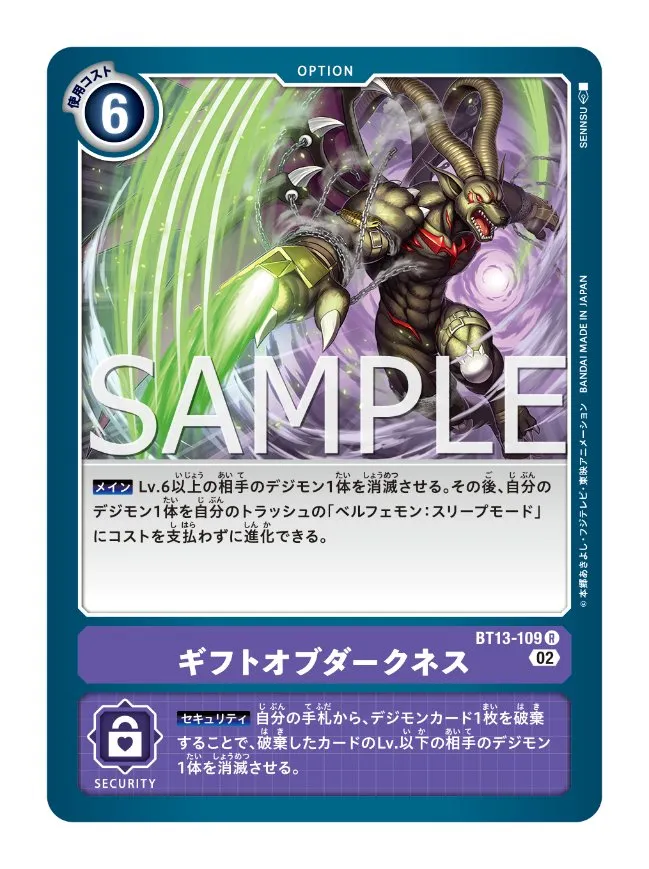 OPTION
使用コスト
6
SENNSU
BANDAI MADE IN JAPAN
© 本郷あきよし・フジテレビ・東映アニメーション
SAMPLE
メイン Lv.6以上の相手のデジモン1体を消滅させる。その後、自分の
デジモン1体を自分のトラッシュの「ベルフェモン：スリープモード」
にコストを支払わずに進化できる。
BT13-109 R
ギフトオブダークネス
02
セキュリティ 自分の手札から、デジモンカード1枚を破棄
することで、破棄したカードのLv.以下の相手のデジモン
1体を消滅させる。
SECURITY